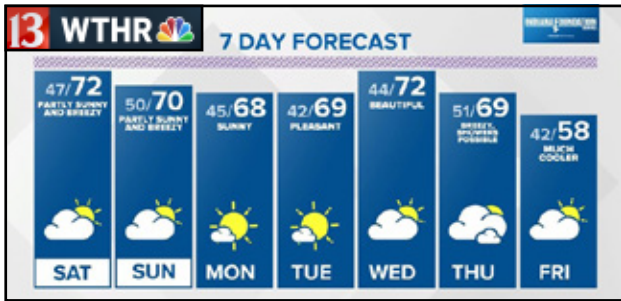 13 WTHR
7 DAY FORECAST
INDIANA FOUNDATION
47/72
PARTLY SUNNY
AND BREEZY
SAT
50/70
PARTLY SUNNY
AND BREEZY
SUN
45/68
SUNNY
MON
42/69
PLEASANT
TUE
44/72
BEAUTIFUL
WED
51/69
BREEZY,
SHOWERS
POSSIBLE
THU
42/58
MUCH
COOLER
FRI